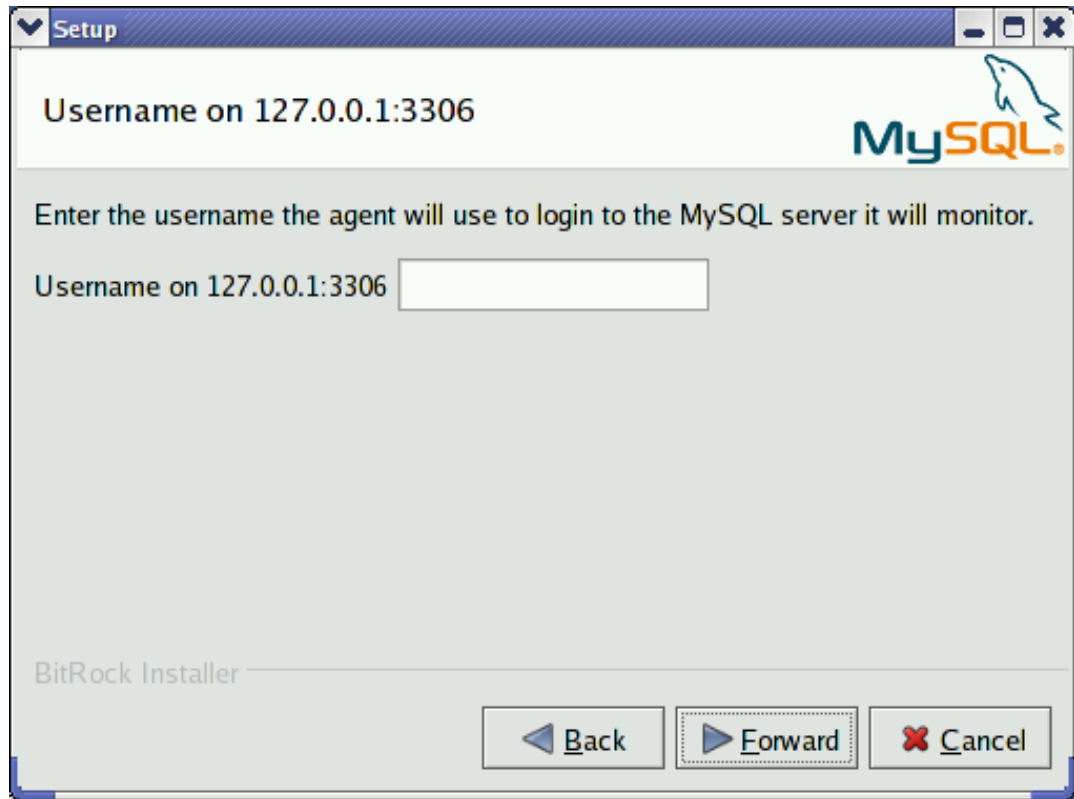 Setup
Username on 127.0.0.1:3306
MySQL®
Enter the username the agent will use to login to the MySQL server it will monitor.
Username on 127.0.0.1:3306
BitRock Installer
Back
Forward
Cancel